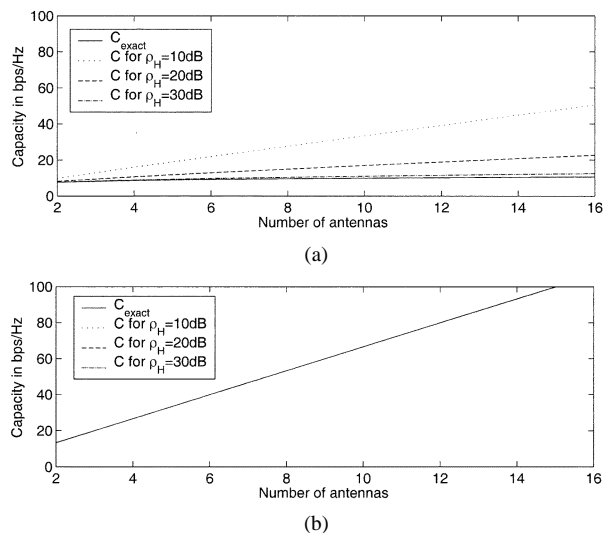 100
80
60
40
20
0
Capacity in bps/Hz
C_exact
C for ρ_H=10dB
C for ρ_H=20dB
C for ρ_H=30dB
2 4 6 8 10 12 14 16
Number of antennas
(a)
100
80
60
40
20
0
Capacity in bps/Hz
C_exact
C for ρ_H=10dB
C for ρ_H=20dB
C for ρ_H=30dB
2 4 6 8 10 12 14 16
Number of antennas
(b)